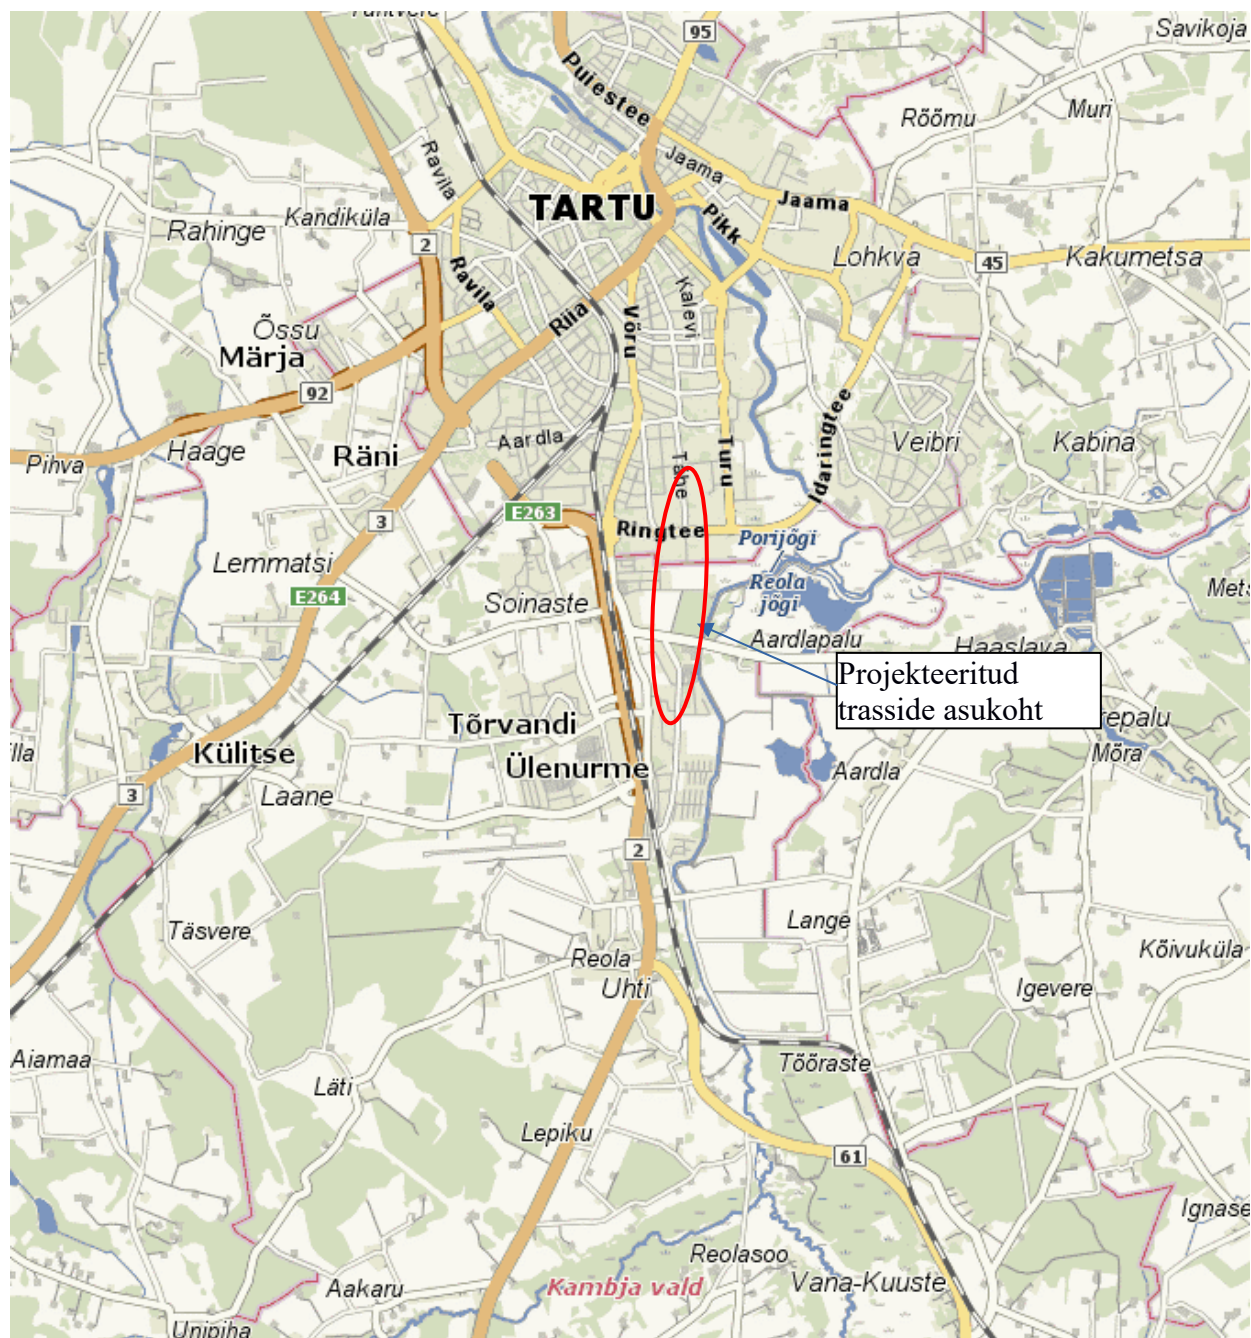 95
Savikoja
Puiestee
Rõõmu
Muri
Jaama
Ravila
TARTU
Jaama
Kandiküla
Rahinge
Pikk
2
Lohkva
45
Kakumetsa
Ravila
Kalevi
Riia
Võru
Õssu
Märja
92
Idaringtee
Aardla
Veibri
Kabina
Haage
Räni
Pihva
Turu
Tähe
E263
3
Ringtee
Porijõgi
Lemmatsi
Reola
jõgi
E264
Soinaste
Aardlapalu
Haaslava
Projekteeritud
trasside asukoht
Tõrvandi
Külitse
Ülenurme
Aardla
Mõra
Laane
3
2
Lange
Täsvere
Kõivuküla
Reola
Uhti
Igevere
Aiamaa
Tõõraste
Läti
Lepiku
61
Ignase
Reolasoo
Vana-Kuuste
Aakaru
Kambja vald
Unipiha